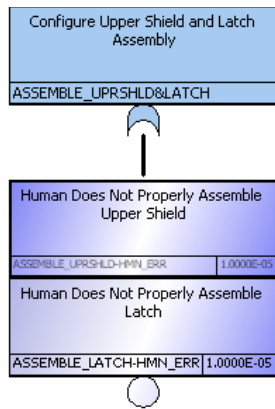 Configure Upper Shield and Latch
Assembly
ASSEMBLE_UPRSHLD&LATCH
Human Does Not Properly Assemble
Upper Shield
ASSEMBLE_UPRSHLD-HMN_ERR 1.0000E-05
Human Does Not Properly Assemble
Latch
ASSEMBLE_LATCH-HMN_ERR 1.0000E-05